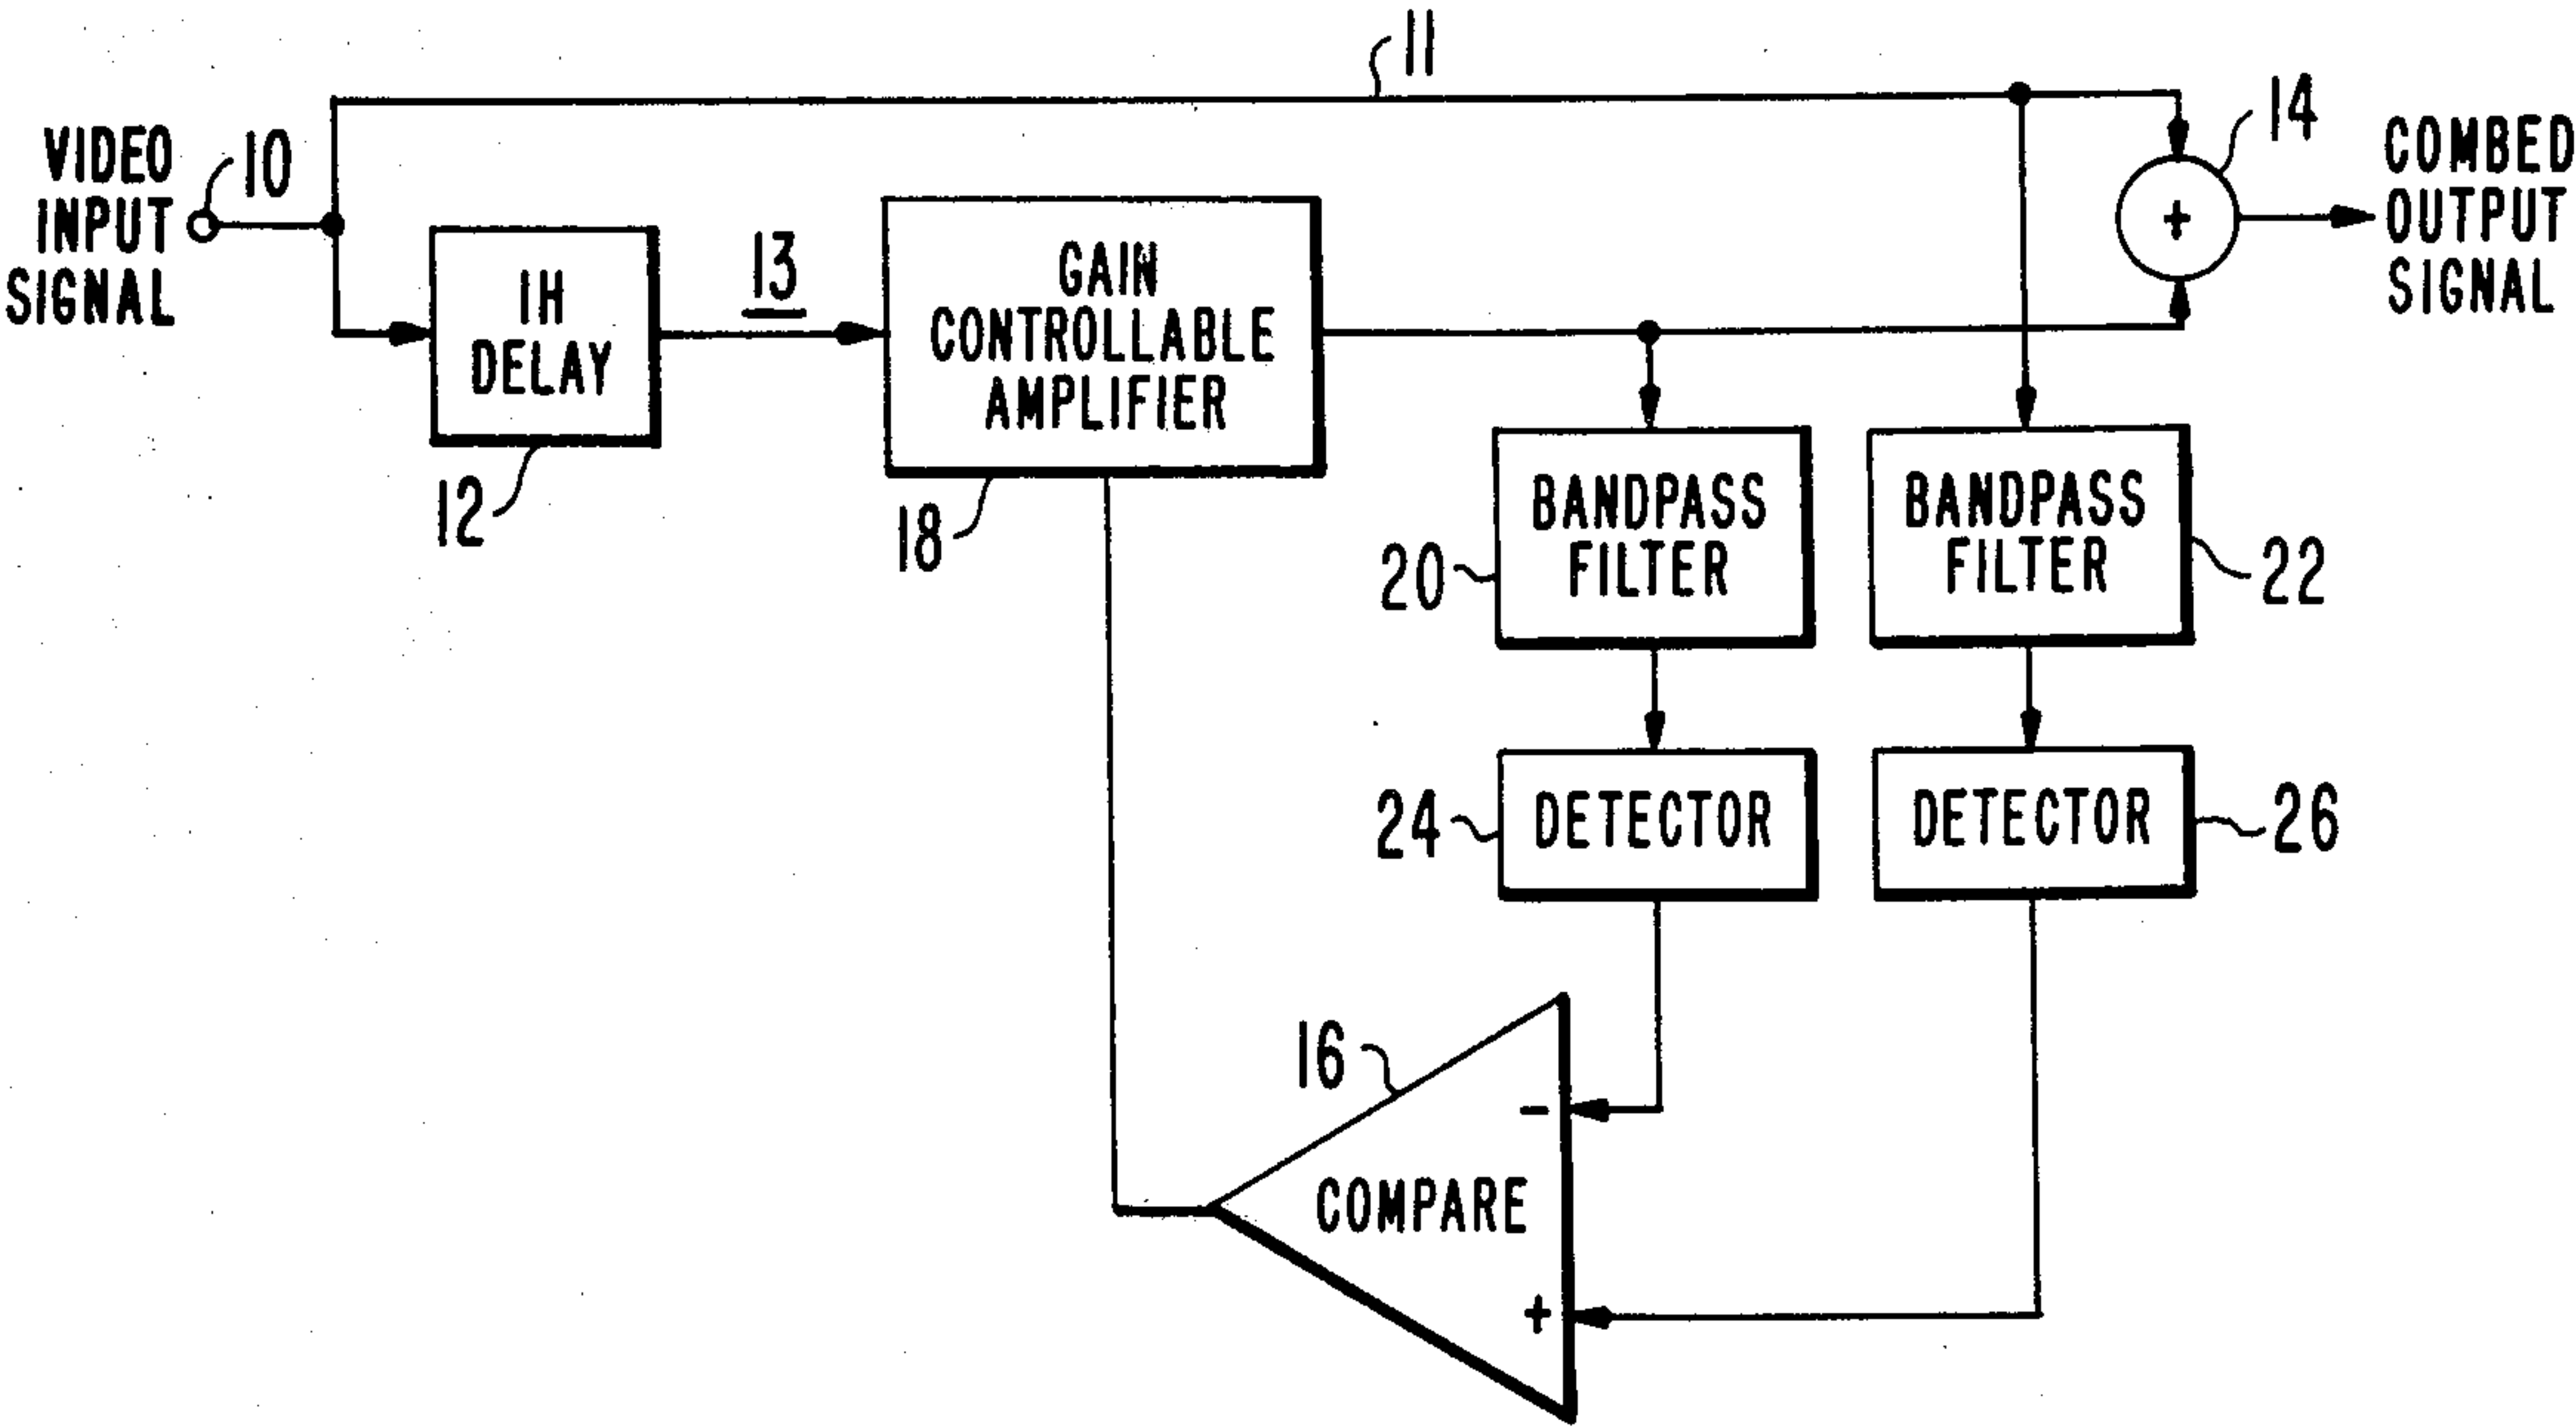 11
VIDEO
INPUT
SIGNAL
10
14
COMBED
OUTPUT
SIGNAL
1H
DELAY
12
13
GAIN
CONTROLLABLE
AMPLIFIER
18
+
BANDPASS
FILTER
20
BANDPASS
FILTER
22
24
DETECTOR
DETECTOR
26
16
-
COMPARE
+